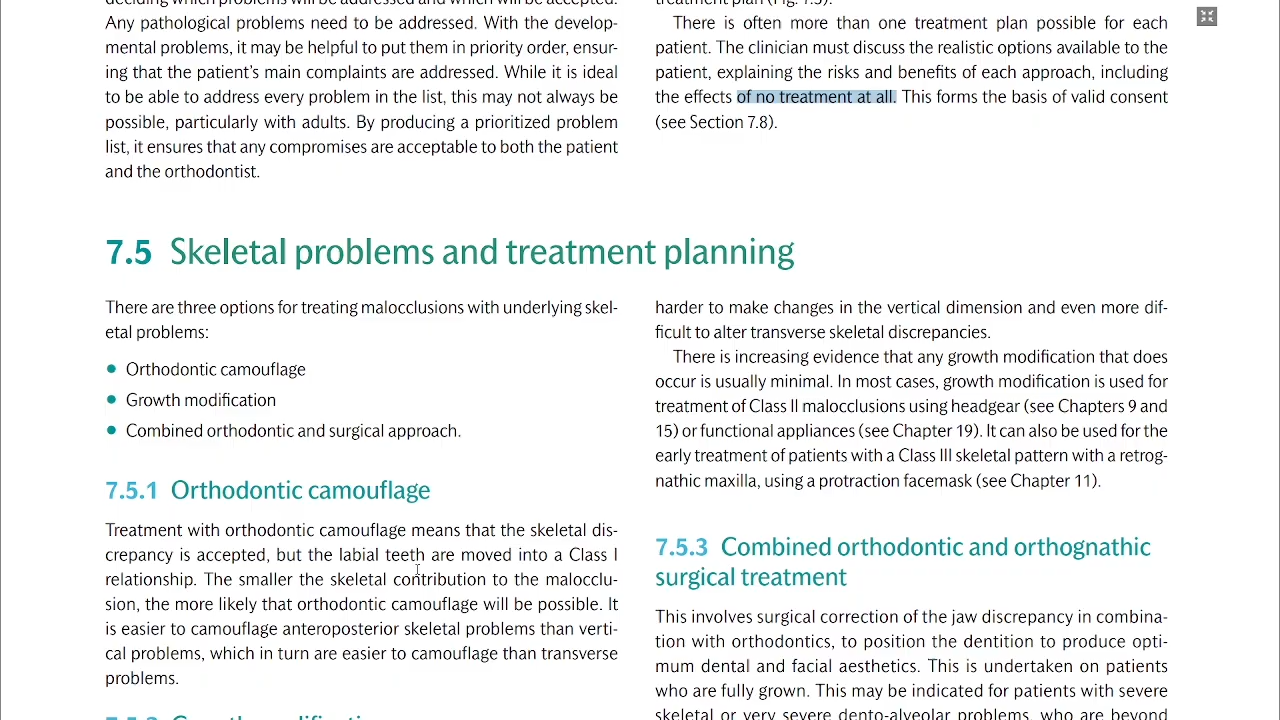 deciding which problems will be addressed and which will be accepted.
Any pathological problems need to be addressed. With the develop-
mental problems, it may be helpful to put them in priority order, ensur-
ing that the patient's main complaints are addressed. While it is ideal
to be able to address every problem in the list, this may not always be
possible, particularly with adults. By producing a prioritized problem
list, it ensures that any compromises are acceptable to both the patient
and the orthodontist.
treatment plan (Fig. 7.5).
There is often more than one treatment plan possible for each
patient. The clinician must discuss the realistic options available to the
patient, explaining the risks and benefits of each approach, including
the effects of no treatment at all. This forms the basis of valid consent
(see Section 7.8).
7.5 Skeletal problems and treatment planning
There are three options for treating malocclusions with underlying skel-
etal problems:
• Orthodontic camouflage
• Growth modification
• Combined orthodontic and surgical approach.
7.5.1 Orthodontic camouflage
Treatment with orthodontic camouflage means that the skeletal dis-
crepancy is accepted, but the labial teeth are moved into a Class I
relationship. The smaller the skeletal contribution to the malocclu-
sion, the more likely that orthodontic camouflage will be possible. It
is easier to camouflage anteroposterior skeletal problems than verti-
cal problems, which in turn are easier to camouflage than transverse
problems.
harder to make changes in the vertical dimension and even more dif-
ficult to alter transverse skeletal discrepancies.
There is increasing evidence that any growth modification that does
occur is usually minimal. In most cases, growth modification is used for
treatment of Class II malocclusions using headgear (see Chapters 9 and
15) or functional appliances (see Chapter 19). It can also be used for the
early treatment of patients with a Class III skeletal pattern with a retrog-
nathic maxilla, using a protraction facemask (see Chapter 11).
7.5.3 Combined orthodontic and orthognathic
surgical treatment
This involves surgical correction of the jaw discrepancy in combina-
tion with orthodontics, to position the dentition to produce opti-
mum dental and facial aesthetics. This is undertaken on patients
who are fully grown. This may be indicated for patients with severe
skeletal or very severe dento-alveolar problems, who are beyond